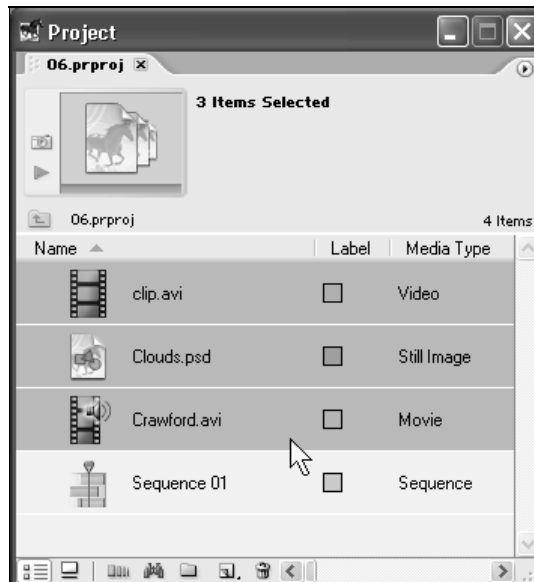 Project
06.prproj
3 Items Selected
06.prproj 4 Items
Name Label Media Type
clip.avi Video
Clouds.psd Still Image
Crawford.avi Movie
Sequence 01 Sequence